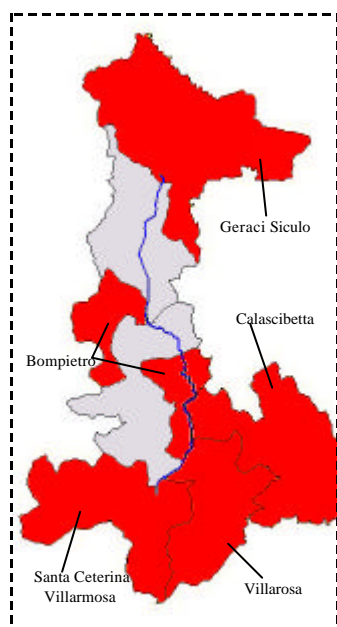 Geraci Siculo
Calascibetta
Bompietro
Santa Ceterina
Villarmosa
Villarosa